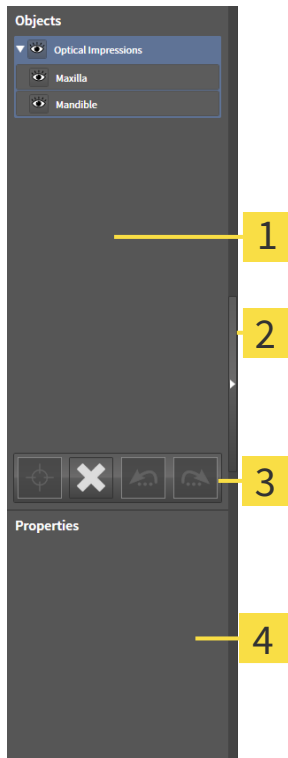 Objects
Optical Impressions
Maxilla
Mandible
1
2
3
Properties
4